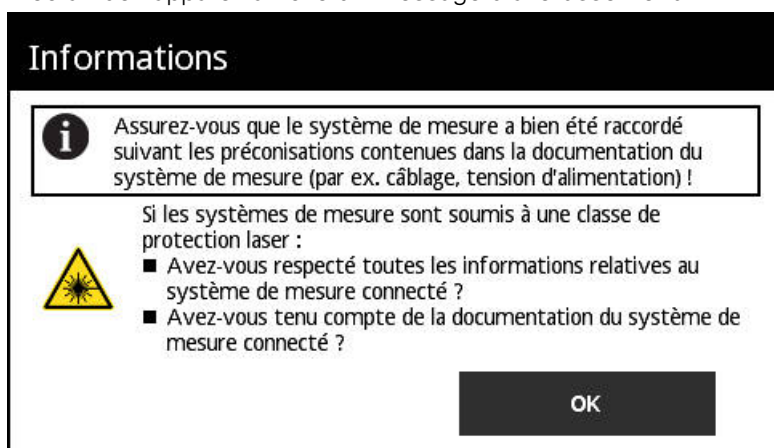 Informations
Assurez-vous que le système de mesure a bien été raccordé
suivant les préconisations contenues dans la documentation du
système de mesure (par ex. câblage, tension d'alimentation) !
Si les systèmes de mesure sont soumis à une classe de
protection laser :
■ Avez-vous respecté toutes les informations relatives au
système de mesure connecté ?
■ Avez-vous tenu compte de la documentation du système de
mesure connecté ?
OK